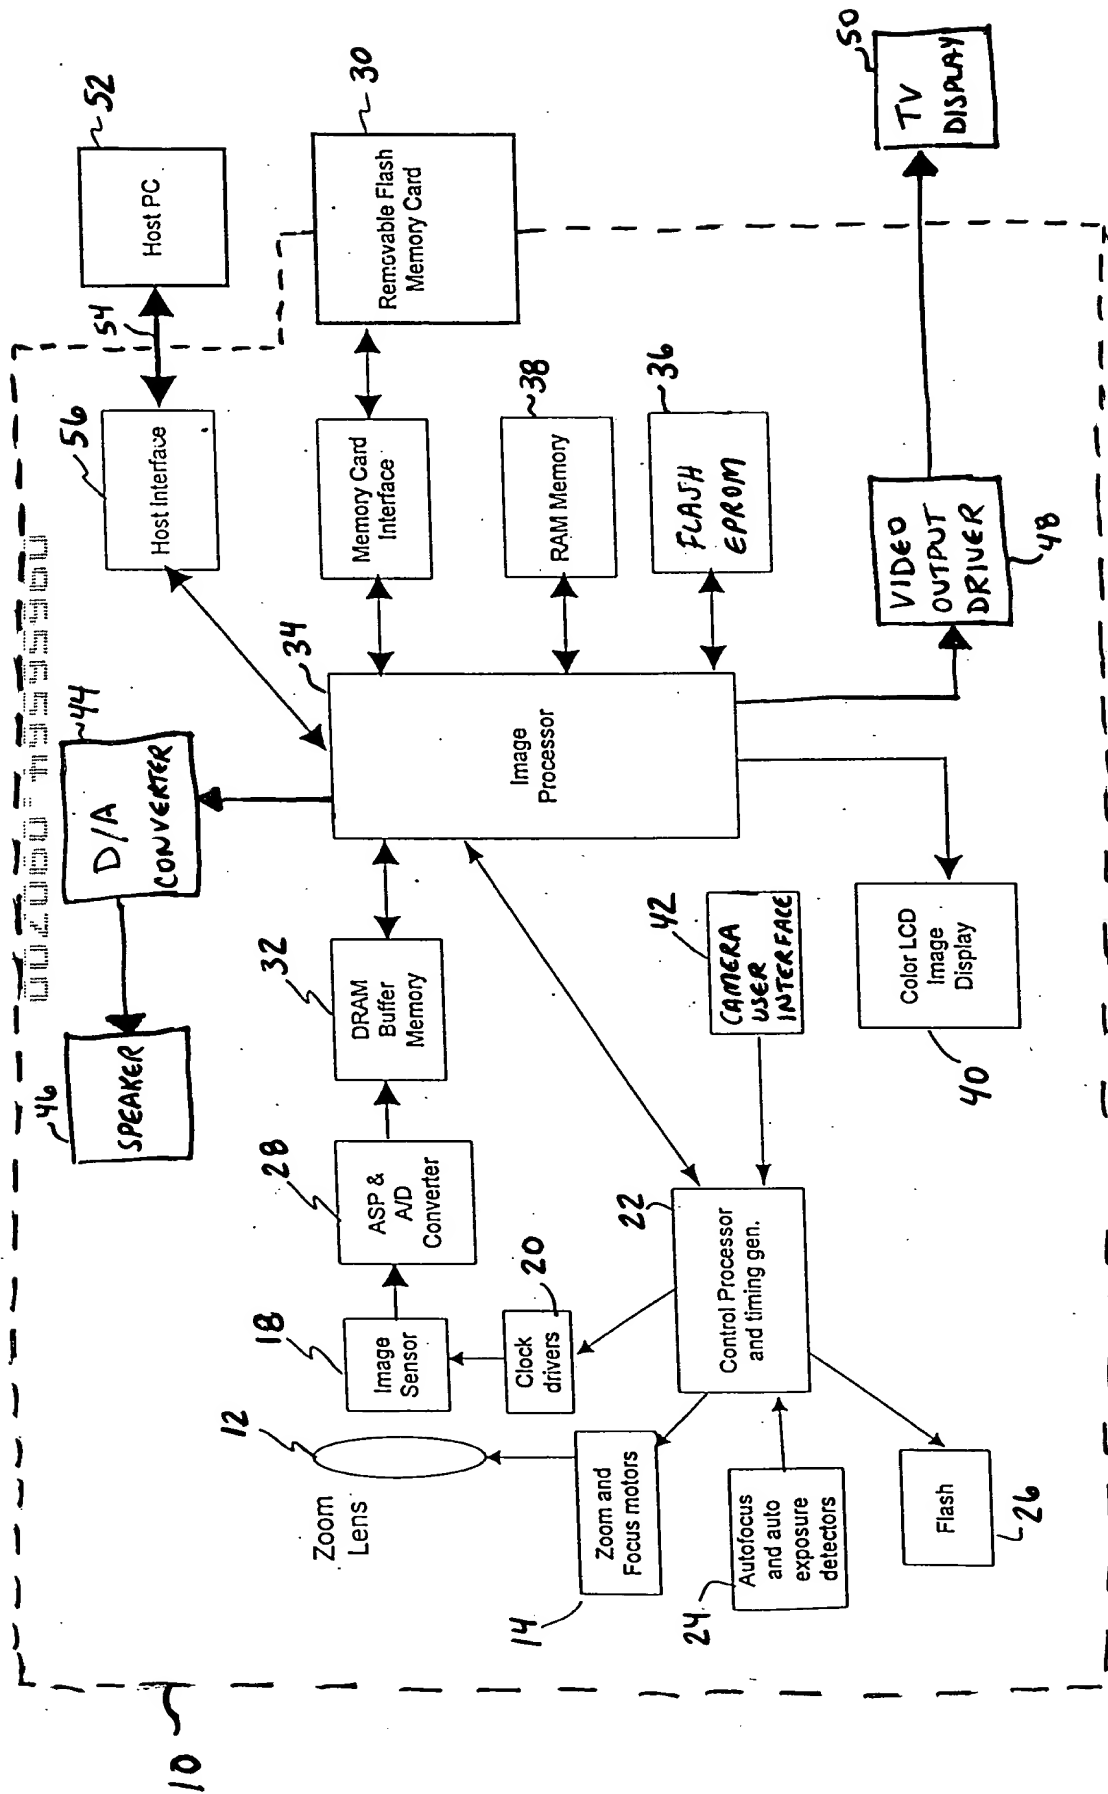 10
46
SPEAKER
44
D/A
CONVERTER
56
Host Interface
54
52
Host PC
Zoom
Lens
12
18
Image
Sensor
28
ASP &
A/D
Converter
32
DRAM
Buffer
Memory
34
Image
Processor
Memory Card
Interface
30
Removable Flash
Memory Card
38
RAM Memory
36
FLASH
EPROM
14
Zoom and
Focus motors
20
Clock
drivers
22
Control Processor
and timing gen.
42
CAMERA
USER
INTERFACE
24
Autofocus
and auto
exposure
detectors
26
Flash
40
Color LCD
Image
Display
VIDEO
OUTPUT
DRIVER
48
50
TV
DISPLAY